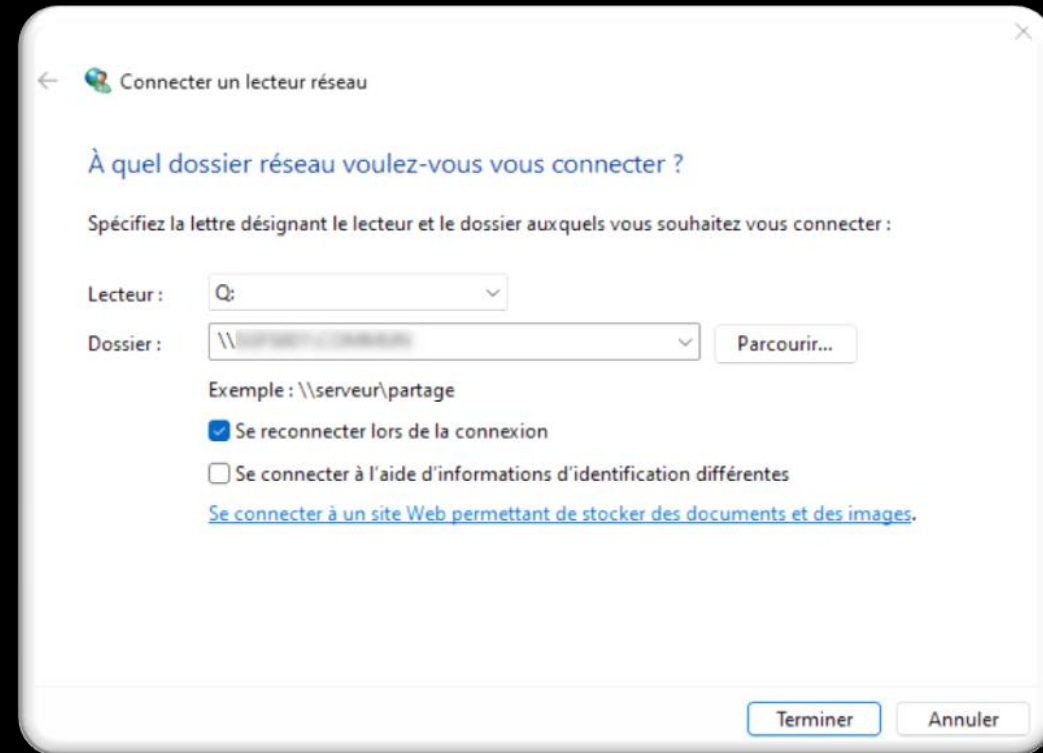 Connecter un lecteur réseau
À quel dossier réseau voulez-vous vous connecter ?
Spécifiez la lettre désignant le lecteur et le dossier auxquels vous souhaitez vous connecter :
Lecteur : Q:
Dossier : \\ Parcourir...
Exemple : \\serveur\partage
Se reconnecter lors de la connexion
Se connecter à l'aide d'informations d'identification différentes
Se connecter à un site Web permettant de stocker des documents et des images.
Terminer Annuler